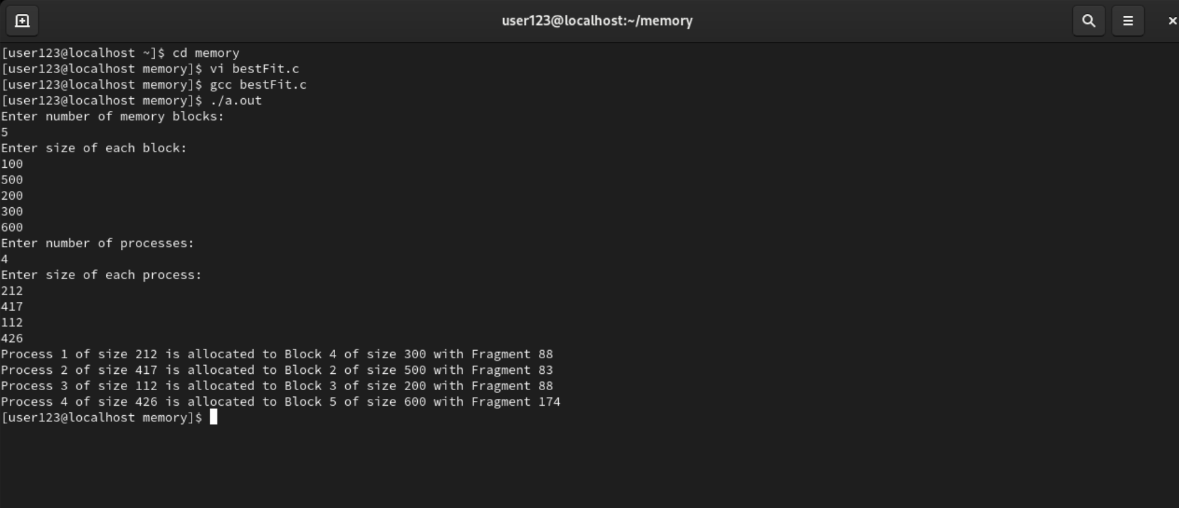 user123@localhost:~/memory
[user123@localhost ~]$ cd memory
[user123@localhost memory]$ vi bestFit.c
[user123@localhost memory]$ gcc bestFit.c
[user123@localhost memory]$ ./a.out
Enter number of memory blocks:
5
Enter size of each block:
100
500
200
300
600
Enter number of processes:
4
Enter size of each process:
212
417
112
426
Process 1 of size 212 is allocated to Block 4 of size 300 with Fragment 88
Process 2 of size 417 is allocated to Block 2 of size 500 with Fragment 83
Process 3 of size 112 is allocated to Block 3 of size 200 with Fragment 88
Process 4 of size 426 is allocated to Block 5 of size 600 with Fragment 174
[user123@localhost memory]$